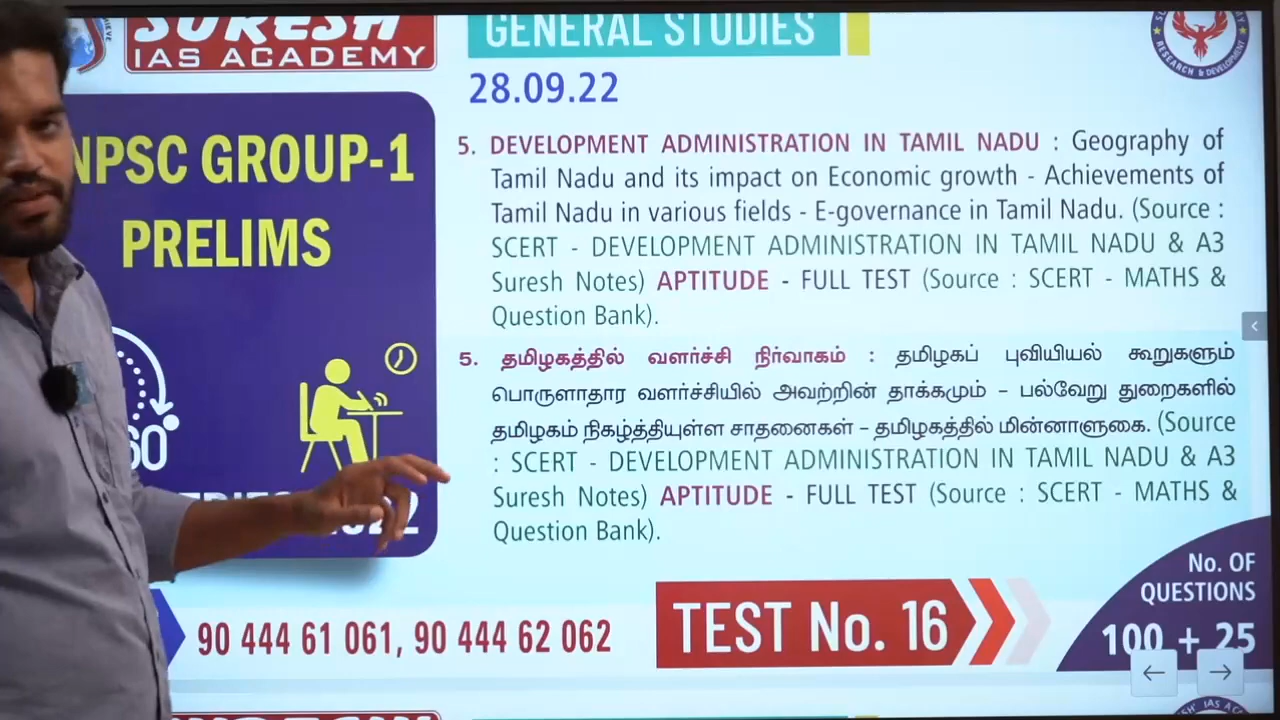 SURESH
IAS ACADEMY
GENERAL STUDIES
RESEARCH & DEVELOPMENT
28.09.22
NPSC GROUP-1
PRELIMS
5. DEVELOPMENT ADMINISTRATION IN TAMIL NADU : Geography of
Tamil Nadu and its impact on Economic growth - Achievements of
Tamil Nadu in various fields - E-governance in Tamil Nadu. (Source :
SCERT - DEVELOPMENT ADMINISTRATION IN TAMIL NADU & A3
Suresh Notes) APTITUDE - FULL TEST (Source : SCERT - MATHS &
Question Bank).
5. தமிழகத்தில் வளர்ச்சி நிர்வாகம் : தமிழகப் புவியியல் கூறுகளும்
பொருளாதார வளர்ச்சியில் அவற்றின் தாக்கமும் – பல்வேறு துறைகளில்
தமிழகம் நிகழ்த்தியுள்ள சாதனைகள் – தமிழகத்தில் மின்னாளுகை. (Source
: SCERT - DEVELOPMENT ADMINISTRATION IN TAMIL NADU & A3
Suresh Notes) APTITUDE - FULL TEST (Source : SCERT - MATHS &
Question Bank).
90 444 61 061, 90 444 62 062
TEST No. 16
No. OF
QUESTIONS
100 + 25